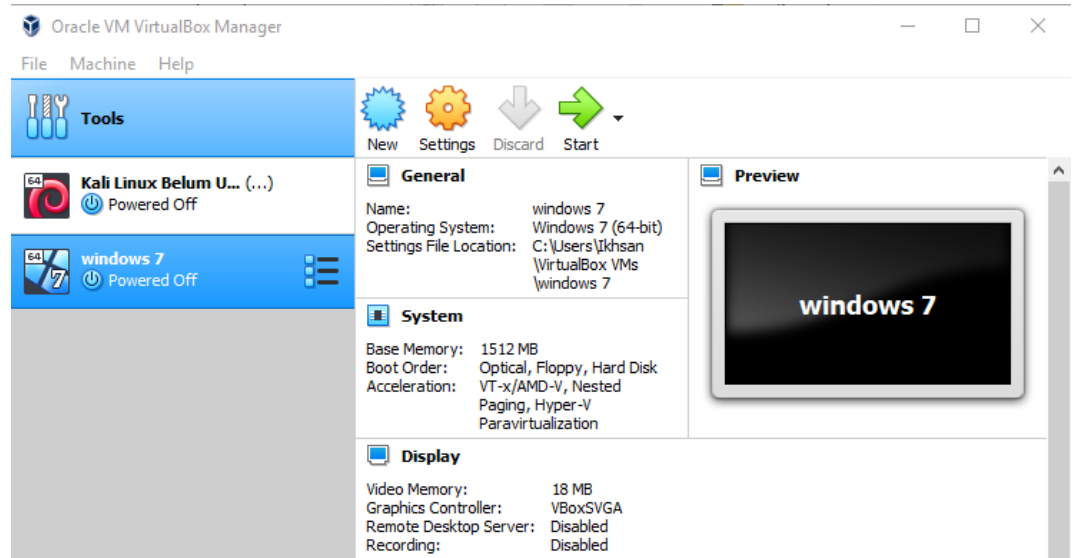 Oracle VM VirtualBox Manager
File Machine Help
Tools
64
Kali Linux Belum U... (...)
Powered Off
64
7
windows 7
Powered Off
New Settings Discard Start
General
Name: windows 7
Operating System: Windows 7 (64-bit)
Settings File Location: C:\Users\Ikhsan
\VirtualBox VMs
\windows 7
System
Base Memory: 1512 MB
Boot Order: Optical, Floppy, Hard Disk
Acceleration: VT-x/AMD-V, Nested
Paging, Hyper-V
Paravirtualization
Display
Video Memory: 18 MB
Graphics Controller: VBoxSVGA
Remote Desktop Server: Disabled
Recording: Disabled
Preview
windows 7